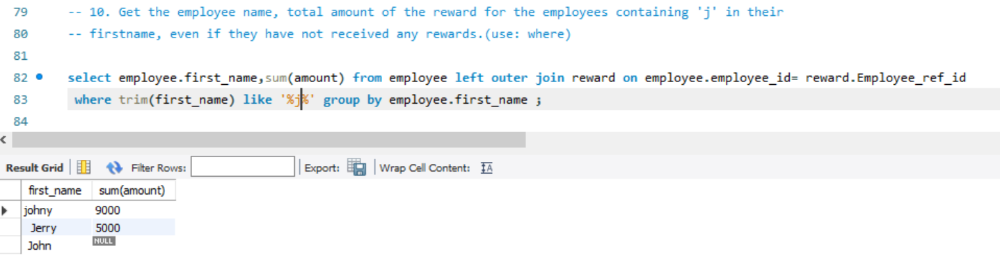 79 -- 10. Get the employee name, total amount of the reward for the employees containing 'j' in their
80 -- firstname, even if they have not received any rewards.(use: where)
81
82 select employee.first_name,sum(amount) from employee left outer join reward on employee.employee_id= reward.Employee_ref_id
83 where trim(first_name) like '%j%' group by employee.first_name ;
84
Result Grid Filter Rows: Export: Wrap Cell Content: IA
first_name sum(amount)
johny 9000
Jerry 5000
John NULL